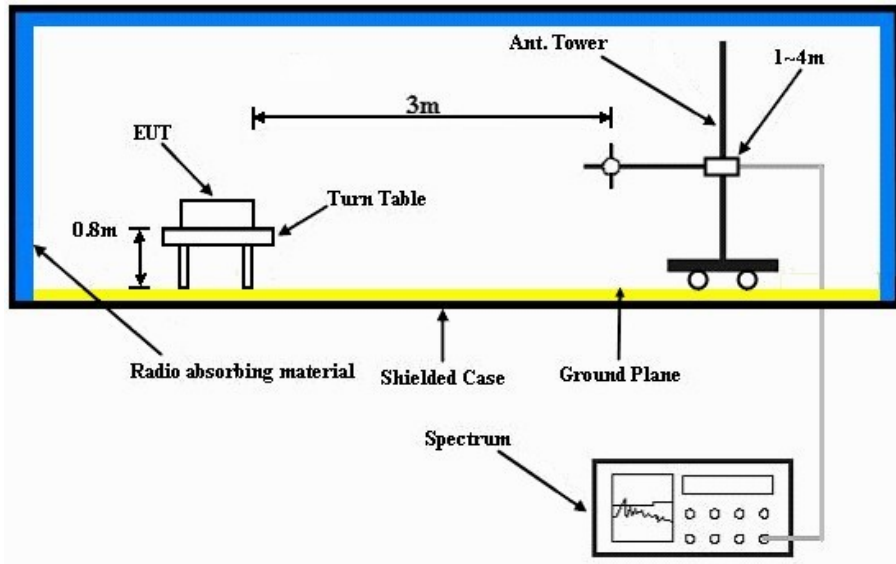 Ant. Tower
1~4m
3m
EUT
Turn Table
0.8m
Radio absorbing material
Shielded Case
Ground Plane
Spectrum